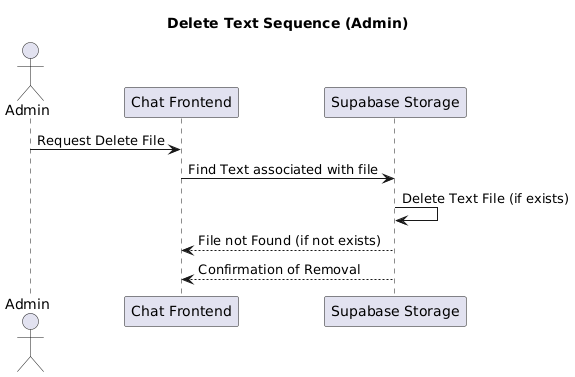 Delete Text Sequence (Admin)
Admin
Chat Frontend
Supabase Storage
Request Delete File
Find Text associated with file
Delete Text File (if exists)
File not Found (if not exists)
Confirmation of Removal
Admin
Chat Frontend
Supabase Storage